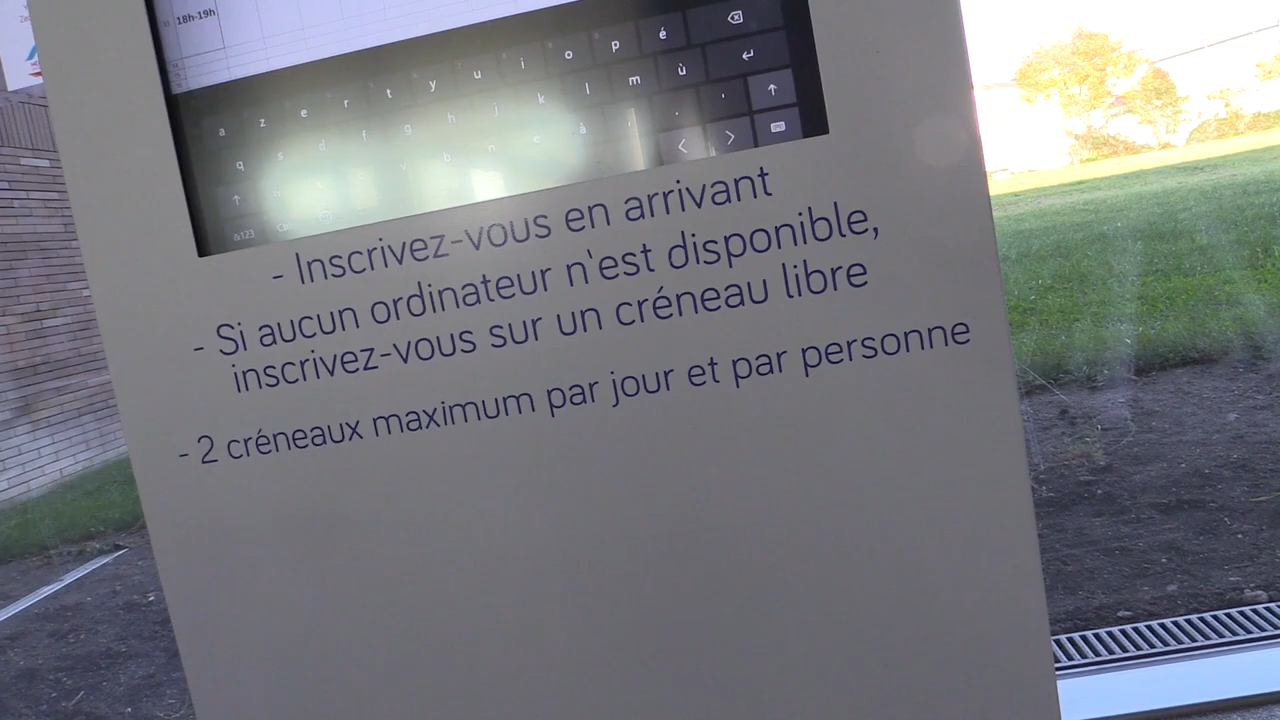 18h-19h
a z e r t y u i o p é
q s d f g h j k l m ù
v b n c à ! . '
&123
- Inscrivez-vous en arrivant
- Si aucun ordinateur n'est disponible,
inscrivez-vous sur un créneau libre
- 2 créneaux maximum par jour et par personne